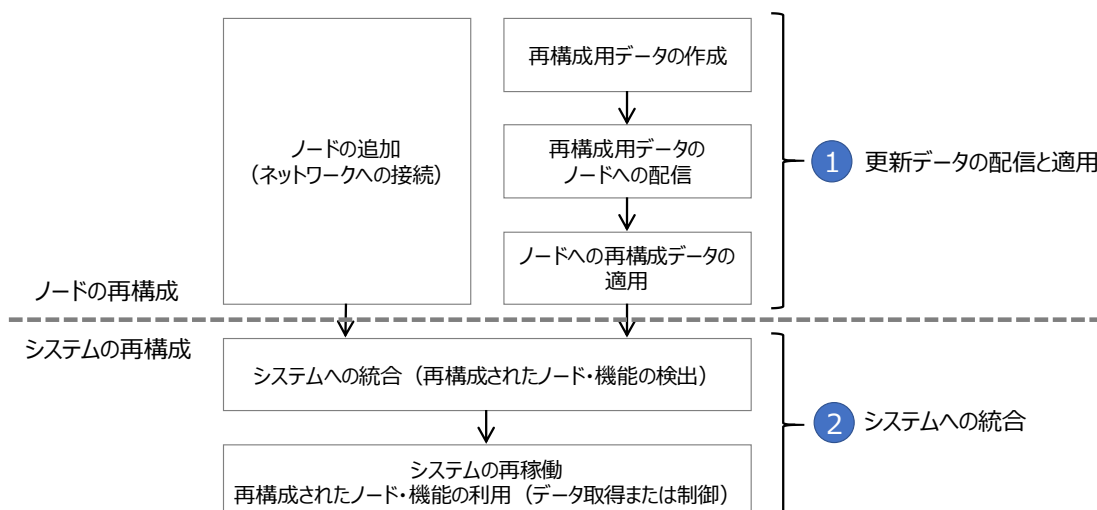 再構成用データの作成
ノードの追加
（ネットワークへの接続）
再構成用データの
ノードへの配信
1 更新データの配信と適用
ノードへの再構成データの
適用
ノードの再構成
システムの再構成
システムへの統合（再構成されたノード・機能の検出）
2 システムへの統合
システムの再稼働
再構成されたノード・機能の利用（データ取得または制御）